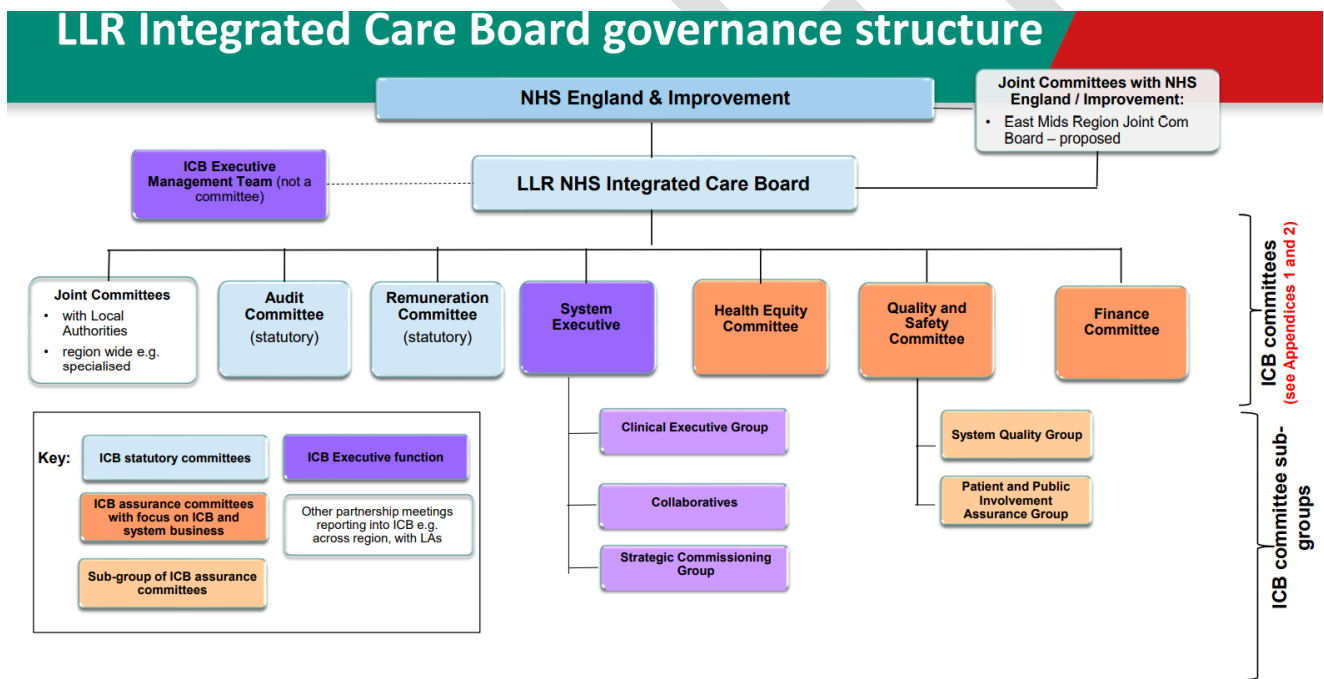 LLR Integrated Care Board governance structure
NHS England & Improvement
Joint Committees with NHS
England / Improvement:
• East Mids Region Joint Com
Board – proposed
ICB Executive
Management Team (not a
committee)
LLR NHS Integrated Care Board
Joint Committees
• with Local
Authorities
• region wide e.g.
specialised
Audit
Committee
(statutory)
Remuneration
Committee
(statutory)
System
Executive
Health Equity
Committee
Quality and
Safety
Committee
Finance
Committee
ICB committees
(see Appendices 1 and 2)
Clinical Executive Group
Collaboratives
Strategic Commissioning
Group
System Quality Group
Patient and Public
Involvement
Assurance Group
ICB committee sub-
groups
Key:
ICB statutory committees
ICB Executive function
ICB assurance committees
with focus on ICB and
system business
Other partnership meetings
reporting into ICB e.g.
across region, with LAs
Sub-group of ICB assurance
committees